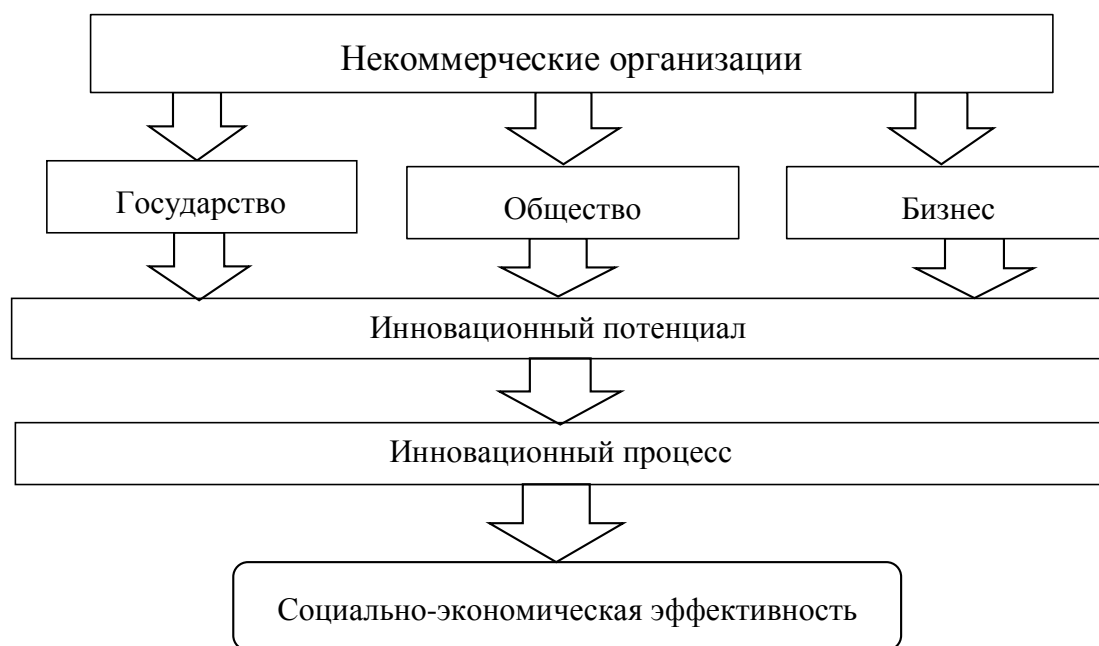 Некоммерческие организации
Государство
Общество
Бизнес
Инновационный потенциал
Инновационный процесс
Социально-экономическая эффективность